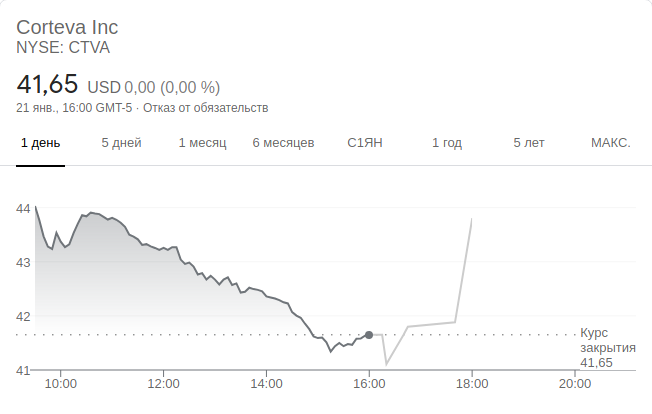 Corteva Inc
NYSE: CTVA
41,65 USD 0,00 (0,00 %)
21 янв., 16:00 GMT-5 · Отказ от обязательств
1 день 5 дней 1 месяц 6 месяцев С1ЯН 1 год 5 лет МАКС.
44
43
42
Курс
закрытия
41,65
41
10:00 12:00 14:00 16:00 18:00 20:00